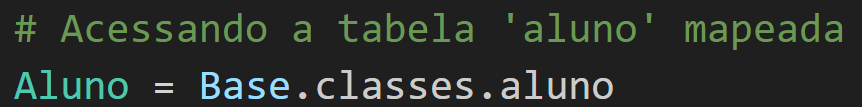 # Acessando a tabela 'aluno' mapeada
Aluno = Base.classes.aluno